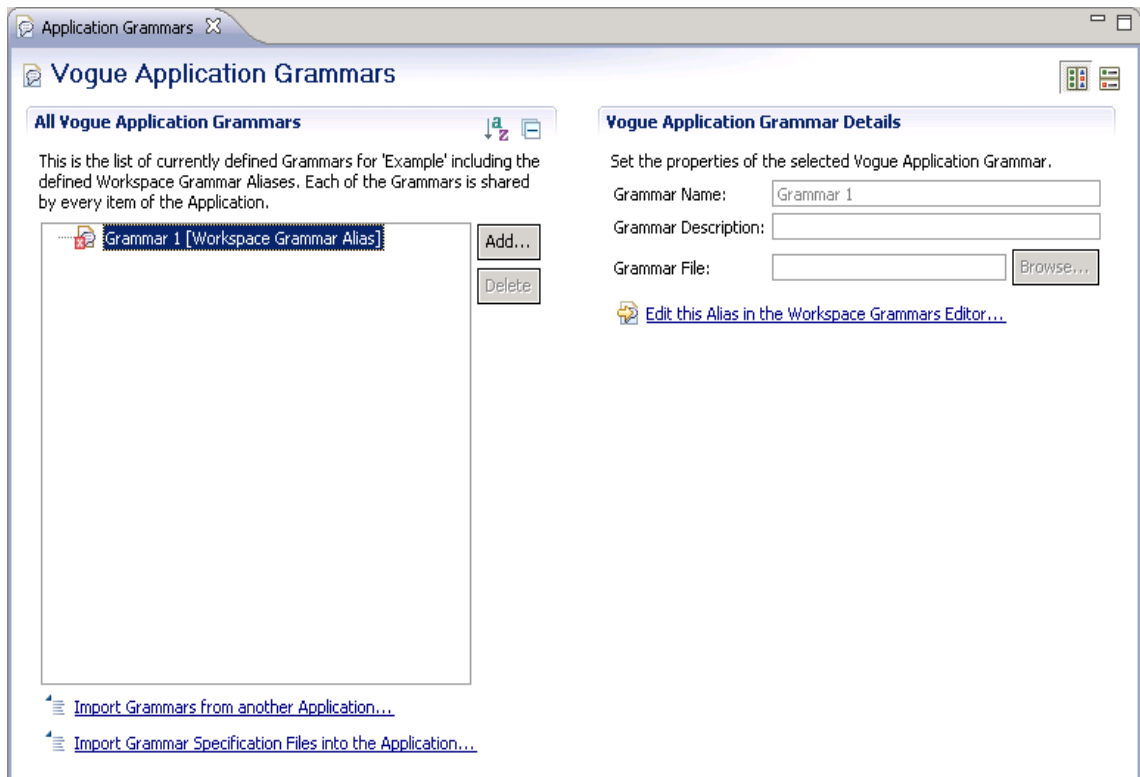 Application Grammars
Vogue Application Grammars
All Vogue Application Grammars
a
z
This is the list of currently defined Grammars for 'Example' including the
defined Workspace Grammar Aliases. Each of the Grammars is shared
by every item of the Application.
Grammar 1 [Workspace Grammar Alias]
Add...
Delete
Import Grammars from another Application...
Import Grammar Specification Files into the Application...
Vogue Application Grammar Details
Set the properties of the selected Vogue Application Grammar.
Grammar Name: Grammar 1
Grammar Description:
Grammar File: Browse...
Edit this Alias in the Workspace Grammars Editor...